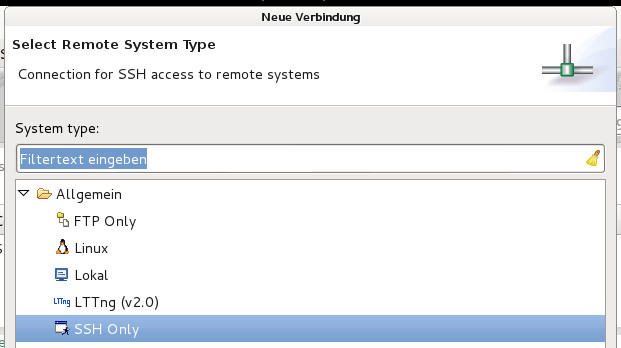 Neue Verbindung
Select Remote System Type
Connection for SSH access to remote systems
System type:
Filtertext eingeben
Allgemein
FTP Only
Linux
Lokal
LTTng LTTng (v2.0)
SSH Only